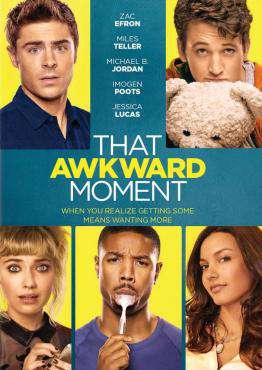 ZAC
EFRON
MILES
TELLER
MICHAEL B.
JORDAN
IMOGEN
POOTS
JESSICA
LUCAS
THAT
AWKWARD
MOMENT
WHEN YOU REALIZE GETTING SOME
MEANS WANTING MORE